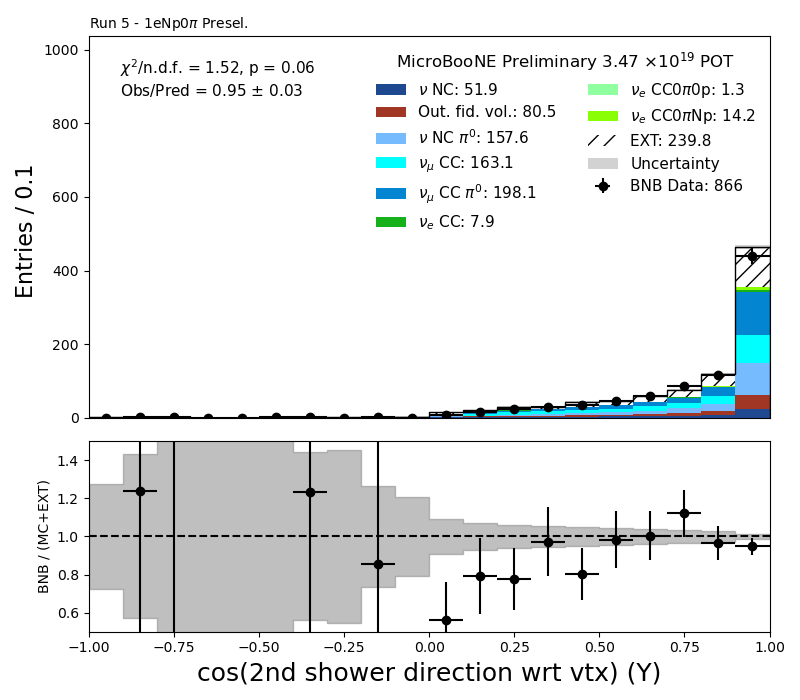 Run 5 - 1eNp0π Presel.
χ²/n.d.f. = 1.52, p = 0.06
Obs/Pred = 0.95 ± 0.03
MicroBooNE Preliminary 3.47 ×10¹⁹ POT
ν NC: 51.9
Out. fid. vol.: 80.5
ν NC π⁰: 157.6
ν_μ CC: 163.1
ν_μ CC π⁰: 198.1
ν_e CC: 7.9
ν_e CC0π0p: 1.3
ν_e CC0πNp: 14.2
EXT: 239.8
Uncertainty
BNB Data: 866
Entries / 0.1
1000
800
600
400
200
0
BNB / (MC+EXT)
1.4
1.2
1.0
0.8
0.6
−1.00 −0.75 −0.50 −0.25 0.00 0.25 0.50 0.75 1.00
cos(2nd shower direction wrt vtx) (Y)